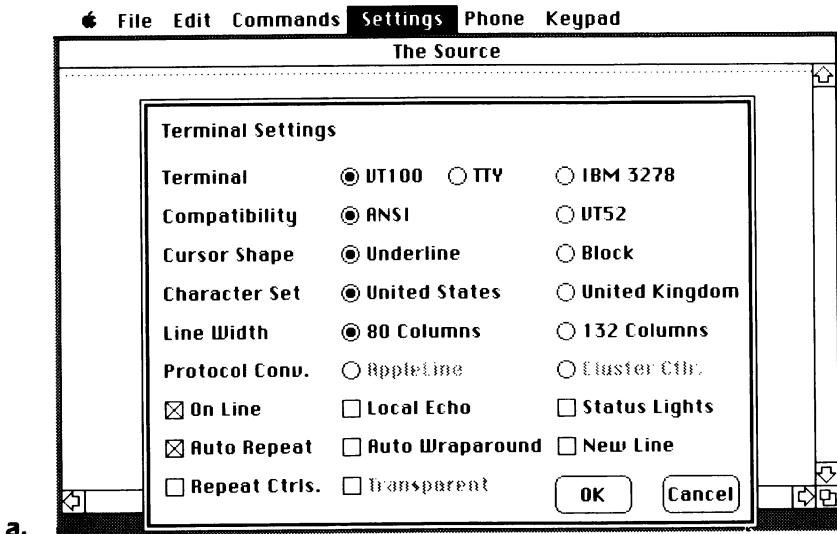 File Edit Commands Settings Phone Keypad
The Source
Terminal Settings
Terminal VT100 TTY IBM 3278
Compatibility ANSI VT52
Cursor Shape Underline Block
Character Set United States United Kingdom
Line Width 80 Columns 132 Columns
Protocol Conv. AppleLine Cluster Ctlr.
On Line Local Echo Status Lights
Auto Repeat Auto Wraparound New Line
Repeat Ctrls. Transparent OK Cancel
a.